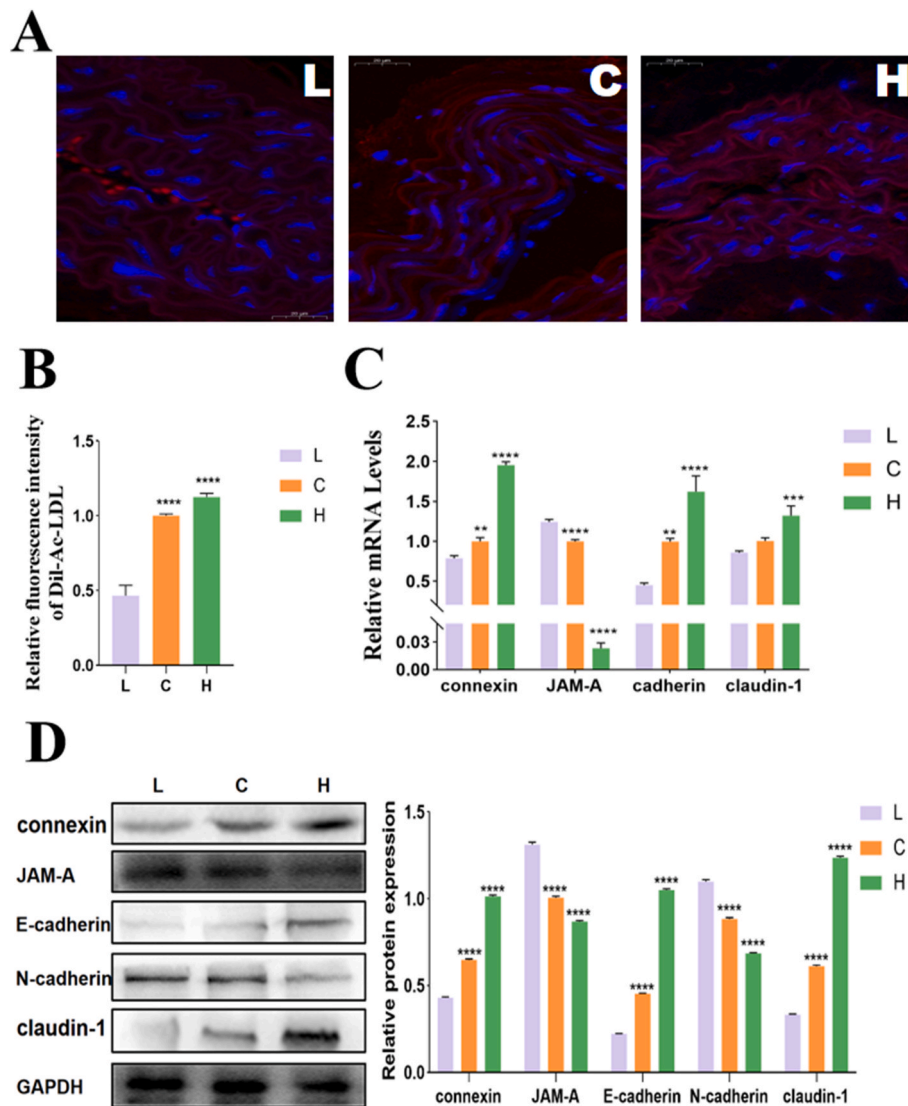 A
L
C
H
B
Relative fluorescence intensity
of Dil-Ac-LDL
1.5
1.0
0.5
0.0
****
****
L
C
H
L
C
H
C
Relative mRNA Levels
2.5
2.0
1.5
1.0
0.5
0.03
0.00
**
****
****
****
**
****
***
connexin
JAM-A
cadherin
claudin-1
L
C
H
D
L
C
H
connexin
JAM-A
E-cadherin
N-cadherin
claudin-1
GAPDH
Relative protein expression
1.5
1.0
0.5
0.0
****
****
****
****
****
****
****
****
****
****
connexin
JAM-A
E-cadherin
N-cadherin
claudin-1
L
C
H